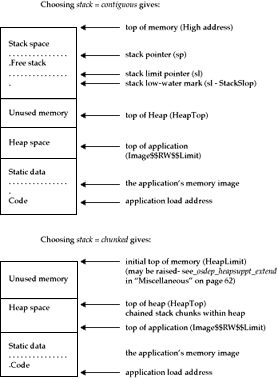 Choosing stack = contiguous gives:
top of memory (High address)
Stack space
stack pointer (sp)
.Free stack
stack limit pointer (sl)
.
stack low-water mark (sl - StackSlop)
Unused memory
top of Heap (HeapTop)
Heap space
top of application
(Image$$RW$$Limit)
Static data
the application's memory image
.
Code
application load address
Choosing stack = chunked gives:
initial top of memory (HeapLimit)
(may be raised- see_osdep_heapsuppt_extend
in "Miscellaneous" on page 62)
Unused memory
top of heap (HeapTop)
Heap space
chained stack chunks within heap
top of application (Image$$RW$$Limit)
Static data
the application's memory image
.Code
application load address